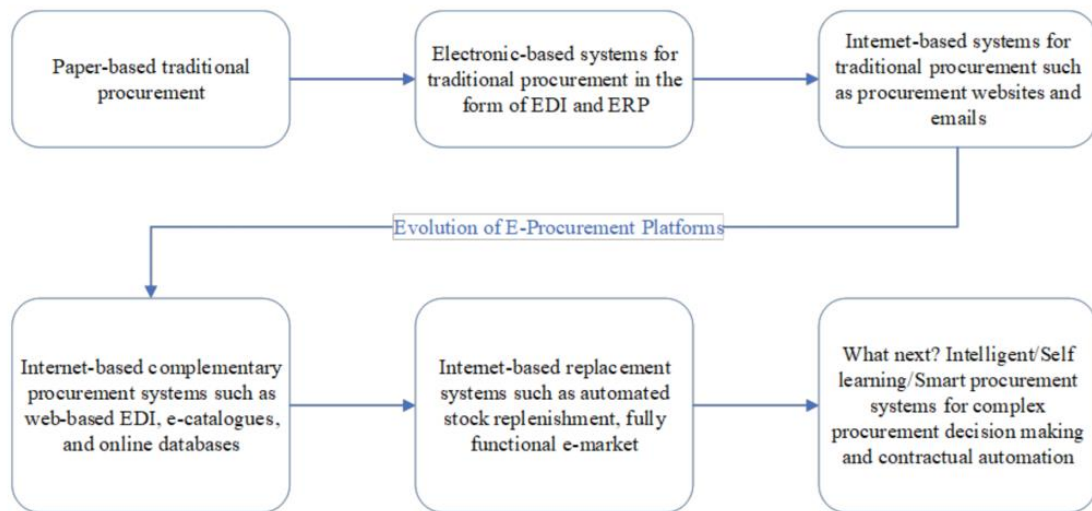 Paper-based traditional
procurement
Electronic-based systems for
traditional procurement in the
form of EDI and ERP
Internet-based systems for
traditional procurement such
as procurement websites and
emails
Evolution of E-Procurement Platforms
Internet-based complementary
procurement systems such as
web-based EDI, e-catalogues,
and online databases
Internet-based replacement
systems such as automated
stock replenishment, fully
functional e-market
What next? Intelligent/Self
learning/Smart procurement
systems for complex
procurement decision making
and contractual automation